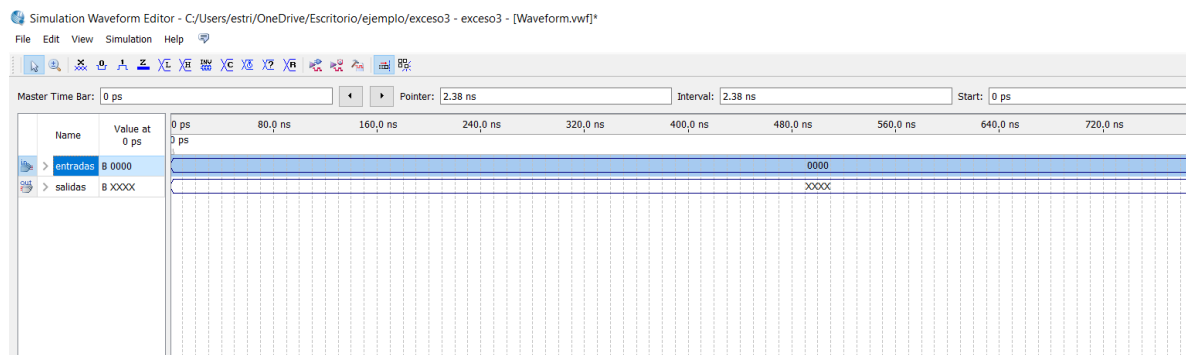 Simulation Waveform Editor - C:/Users/estri/OneDrive/Escritorio/ejemplo/exceso3 - exceso3 - [Waveform.vwf]*
File Edit View Simulation Help
Master Time Bar: 0 ps Pointer: 2.38 ns Interval: 2.38 ns Start: 0 ps
Name Value at 0 ps 0 ps 80.0 ns 160.0 ns 240.0 ns 320.0 ns 400.0 ns 480.0 ns 560.0 ns 640.0 ns 720.0 ns
0 ps
entradas B 0000 0000
salidas B XXXX XXXX